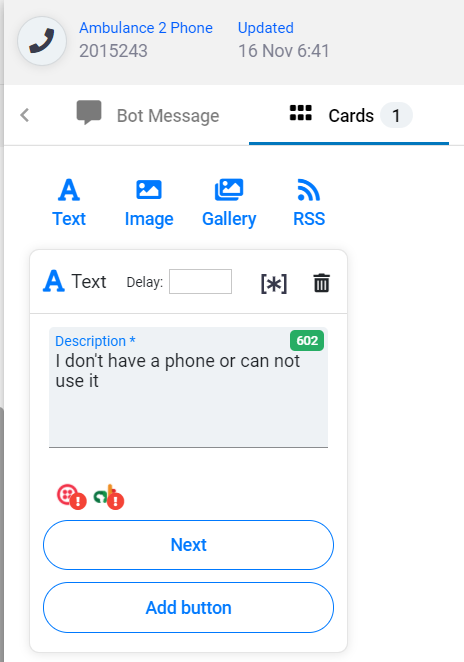 Ambulance 2 Phone
2015243
Updated
16 Nov 6:41
Bot Message
Cards 1
Text
Image
Gallery
RSS
A Text Delay:
[*]
Description * 602
I don't have a phone or can not
use it
Next
Add button